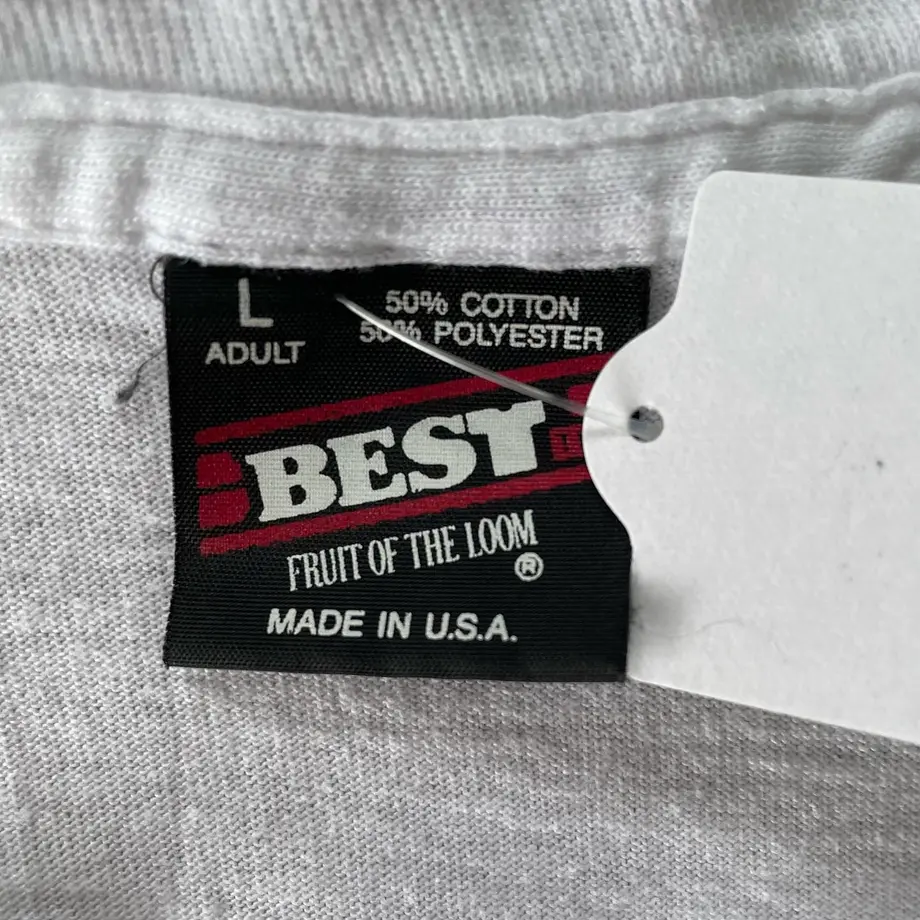 L
ADULT
50% COTTON
50% POLYESTER
BEST
FRUIT OF THE LOOM
®
MADE IN U.S.A.